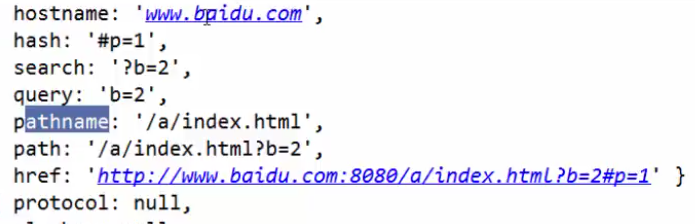 hostname: 'www.baidu.com',
hash: '#p=1',
search: '?b=2',
query: 'b=2',
pathname: '/a/index.html',
path: '/a/index.html?b=2',
href: 'http://www.baidu.com:8080/a/index.html?b=2#p=1' }
protocol: null,